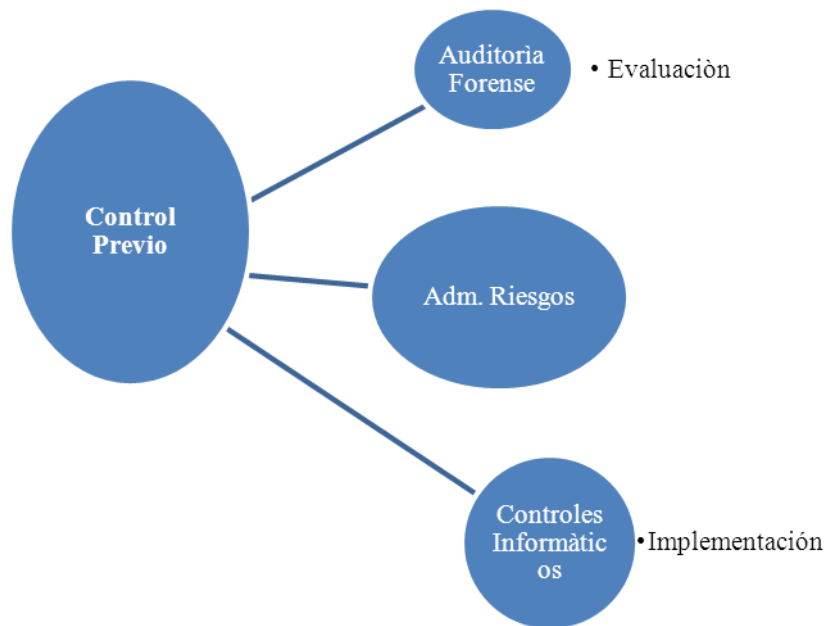 Auditorìa
Forense
• Evaluaciòn
Control
Previo
Adm. Riesgos
Controles
Informàtic
os
•Implementación